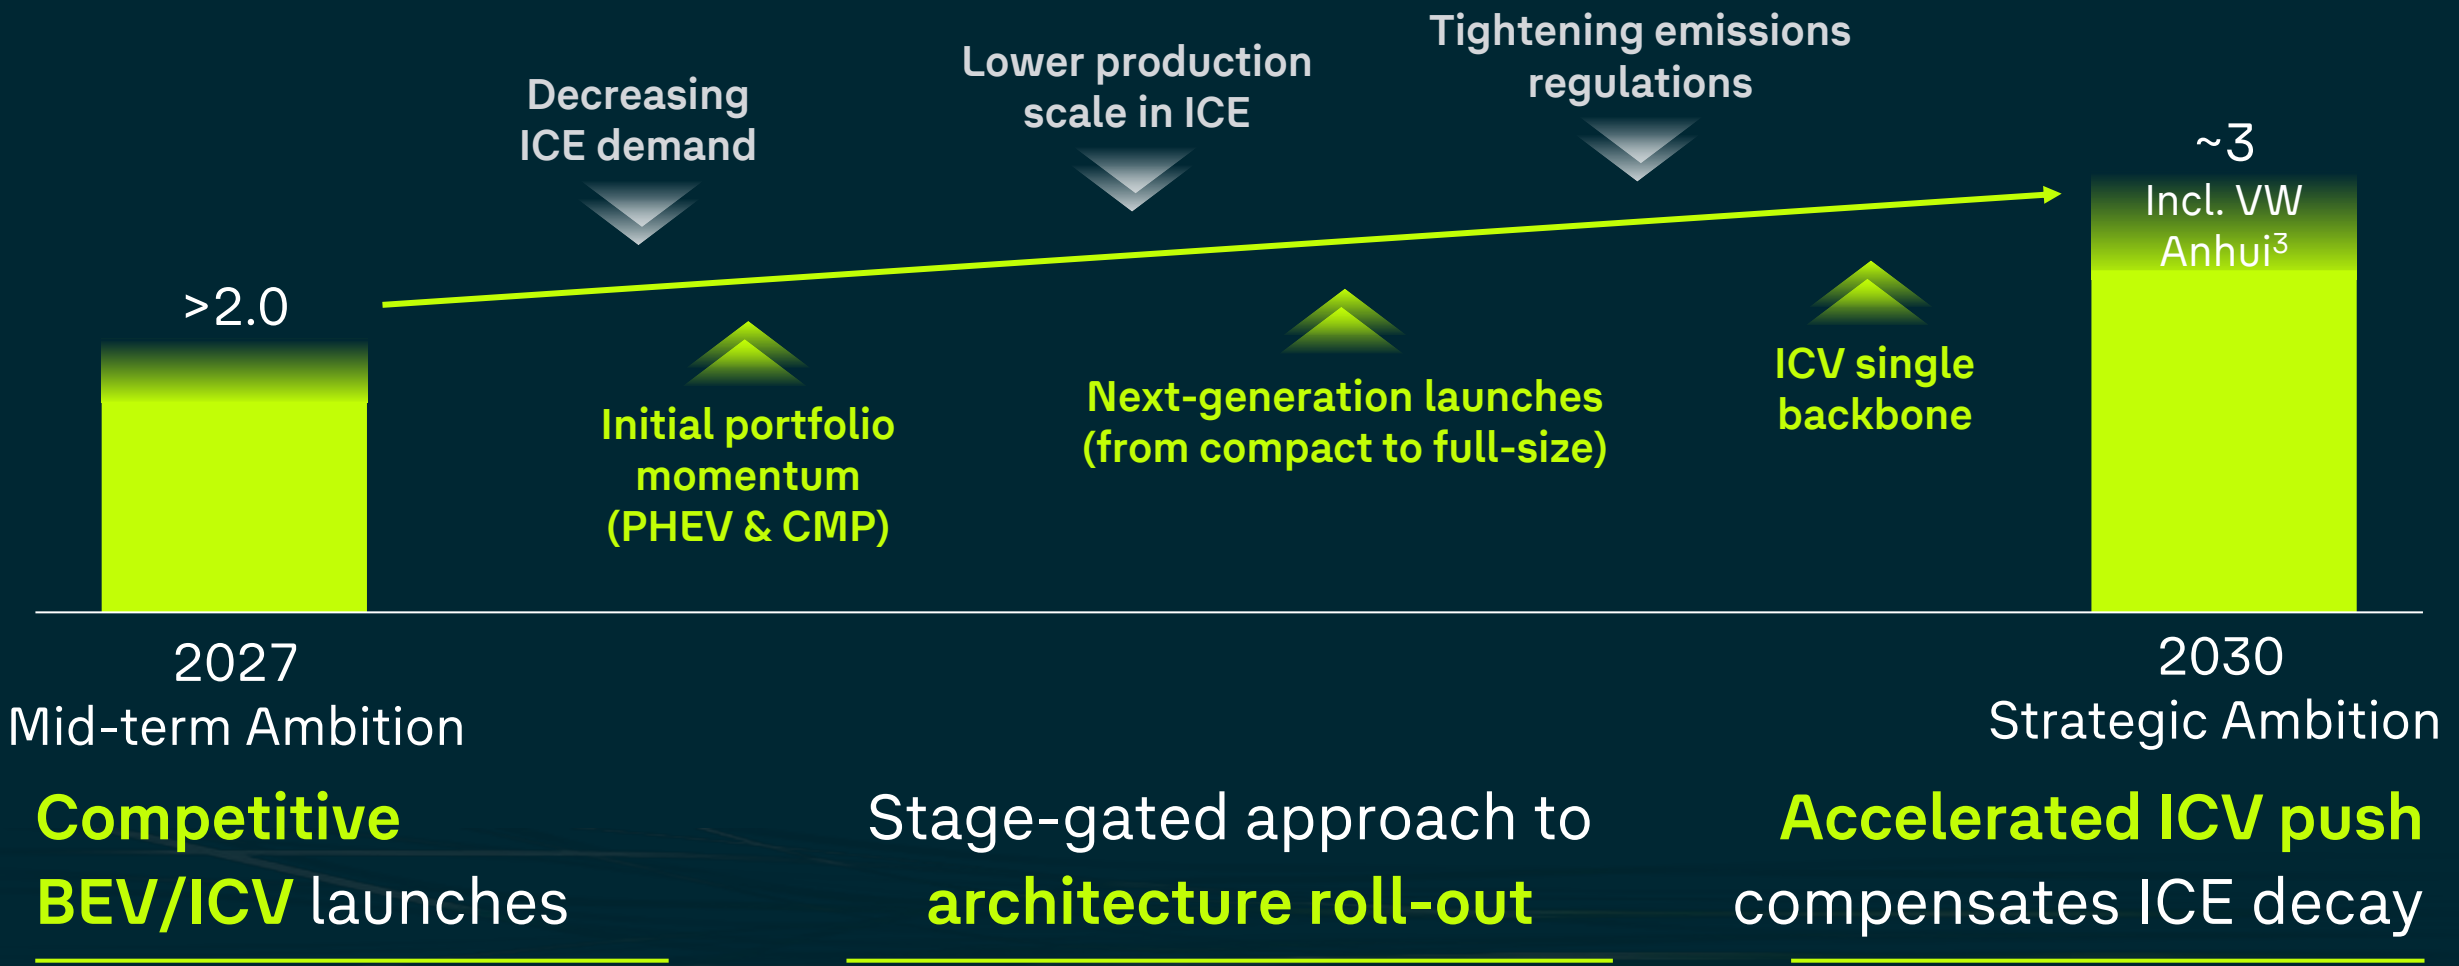 Decreasing
ICE demand
Lower production
scale in ICE
Tightening emissions
regulations
>2.0
~3
Incl. VW
Anhui³
Initial portfolio
momentum
(PHEV & CMP)
Next-generation launches
(from compact to full-size)
ICV single
backbone
2027
Mid-term Ambition
2030
Strategic Ambition
Competitive
BEV/ICV launches
Stage-gated approach to
architecture roll-out
Accelerated ICV push
compensates ICE decay